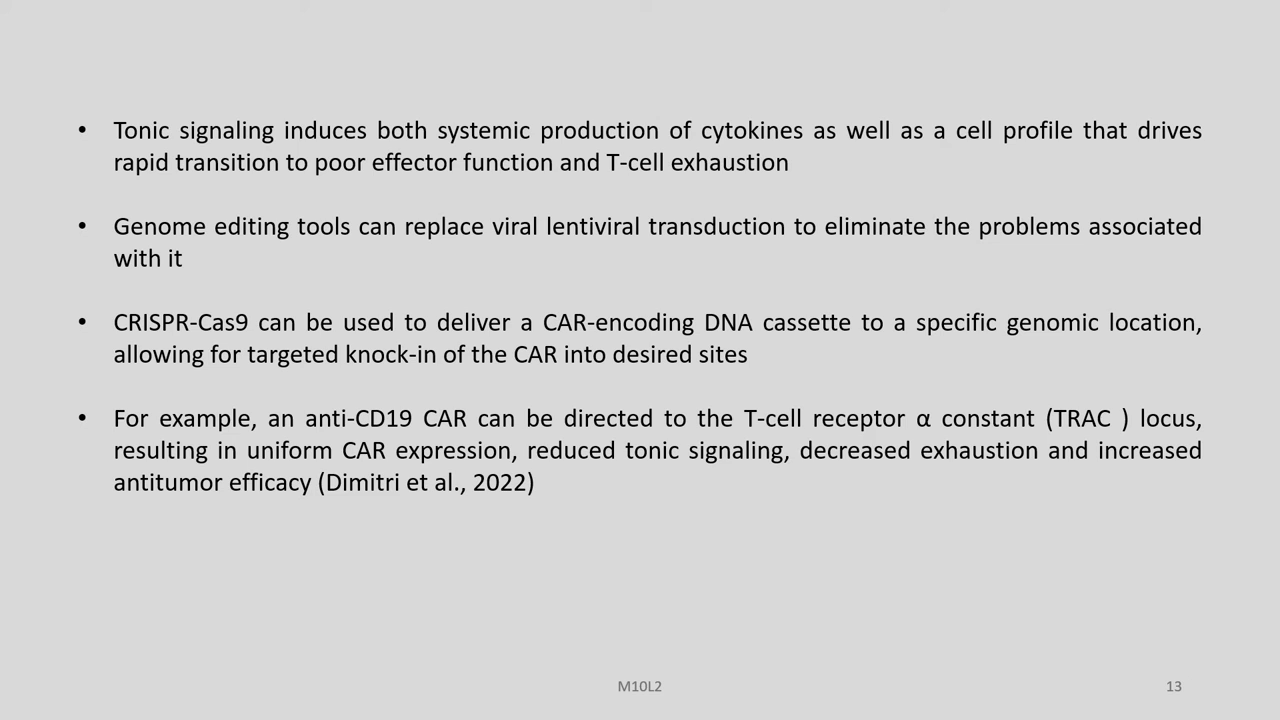 • Tonic signaling induces both systemic production of cytokines as well as a cell profile that drives
rapid transition to poor effector function and T-cell exhaustion
• Genome editing tools can replace viral lentiviral transduction to eliminate the problems associated
with it
• CRISPR-Cas9 can be used to deliver a CAR-encoding DNA cassette to a specific genomic location,
allowing for targeted knock-in of the CAR into desired sites
• For example, an anti-CD19 CAR can be directed to the T-cell receptor α constant (TRAC ) locus,
resulting in uniform CAR expression, reduced tonic signaling, decreased exhaustion and increased
antitumor efficacy (Dimitri et al., 2022)
M10L2
13